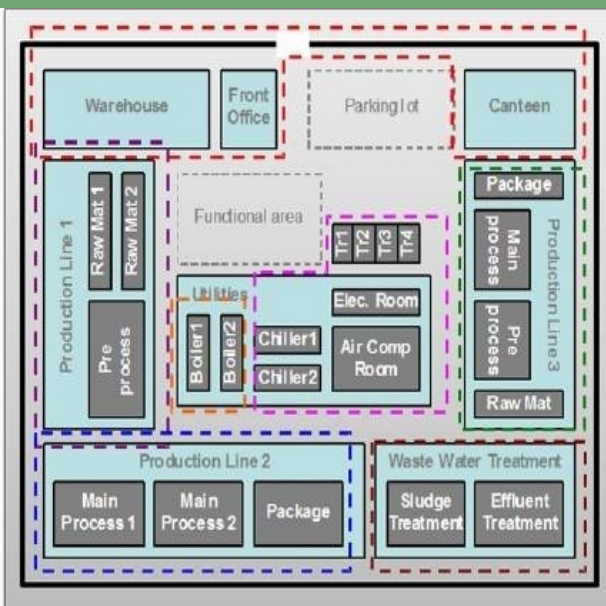 Warehouse
Front
Office
Parking lot
Canteen
Production Line 1
Raw Mat 1
Raw Mat 2
Pre
process
Functional area
Tr1
Tr2
Tr3
Tr4
Utilities
Boiler1
Boiler2
Chiller1
Chiller2
Elec. Room
Air Comp
Room
Package
Main
process
Pre
process
Raw Mat
Production Line 3
Production Line 2
Main
Process 1
Main
Process 2
Package
Waste Water Treatment
Sludge
Treatment
Effluent
Treatment